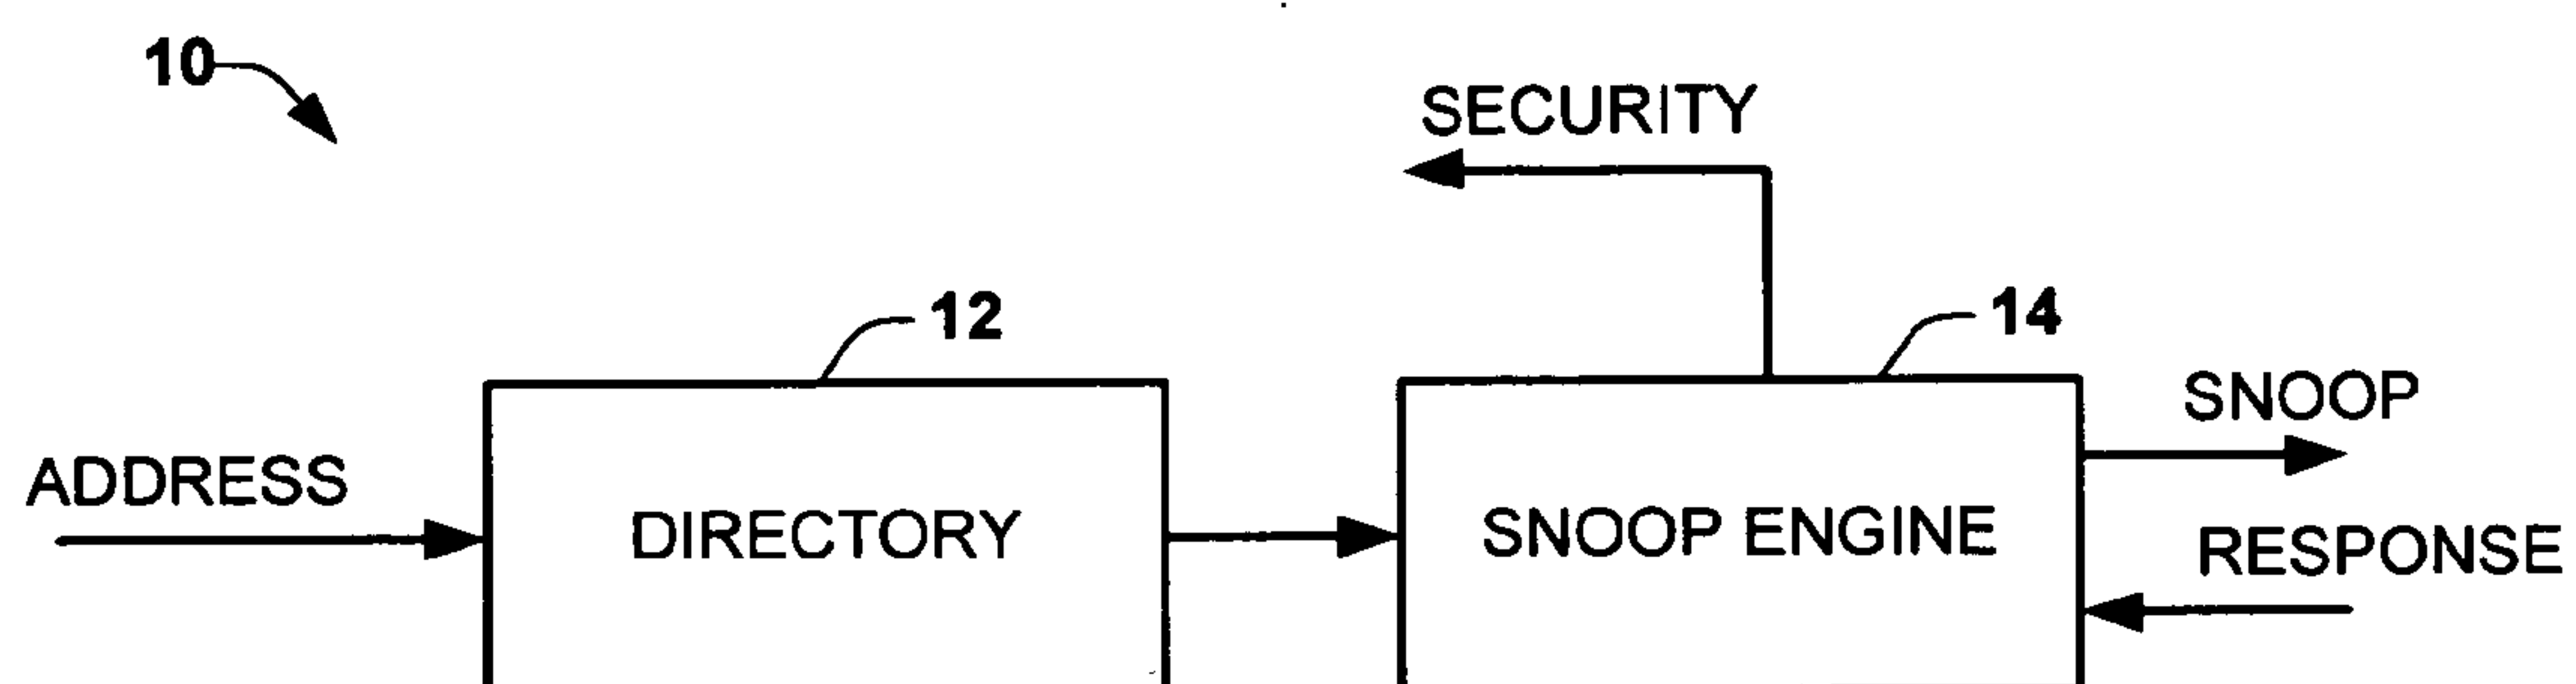 10
SECURITY
12
14
SNOOP
ADDRESS
DIRECTORY
SNOOP ENGINE
RESPONSE